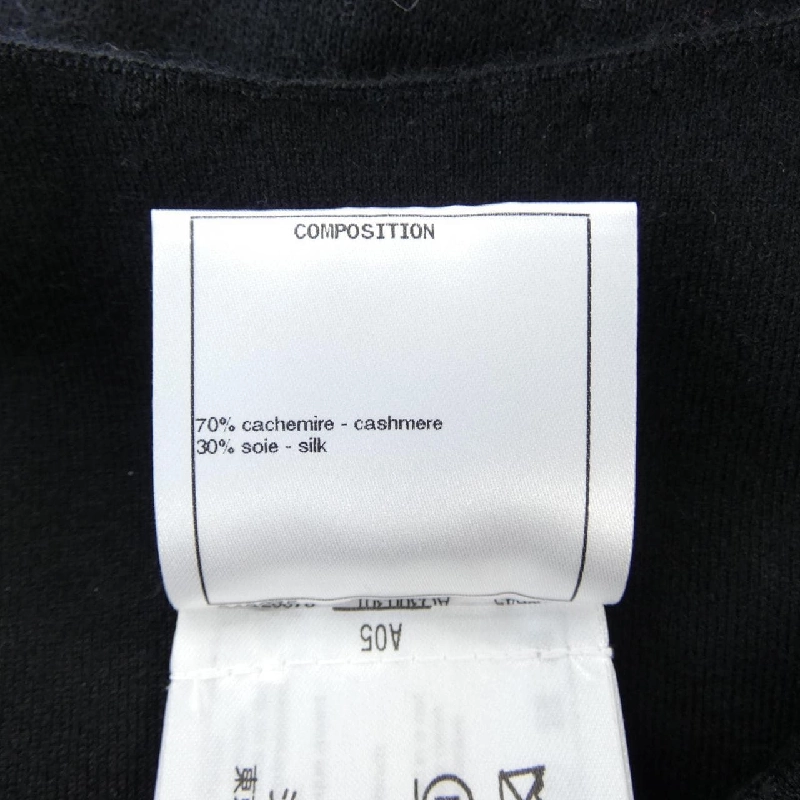 COMPOSITION
70% cachemire - cashmere
30% soie - silk
A05